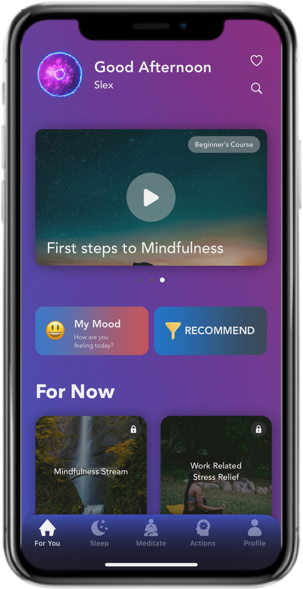 Good Afternoon
Slex
Beginner's Course
First steps to Mindfulness
My Mood
How are you
feeling today?
RECOMMEND
For Now
Mindfulness Stream
Work Related
Stress Relief
For You
Sleep
Meditate
Actions
Profile